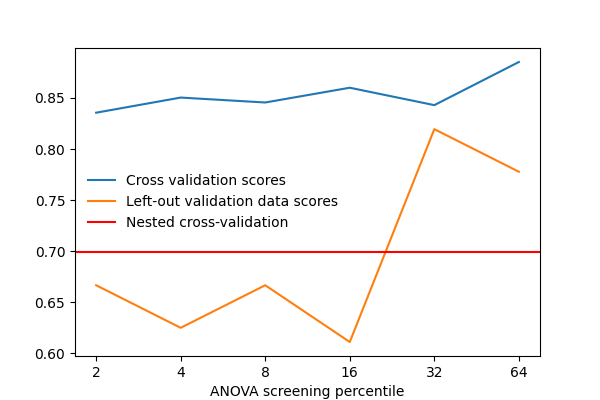 0.85
0.80
0.75
0.70
0.65
0.60
Cross validation scores
Left-out validation data scores
Nested cross-validation
2 4 8 16 32 64
ANOVA screening percentile